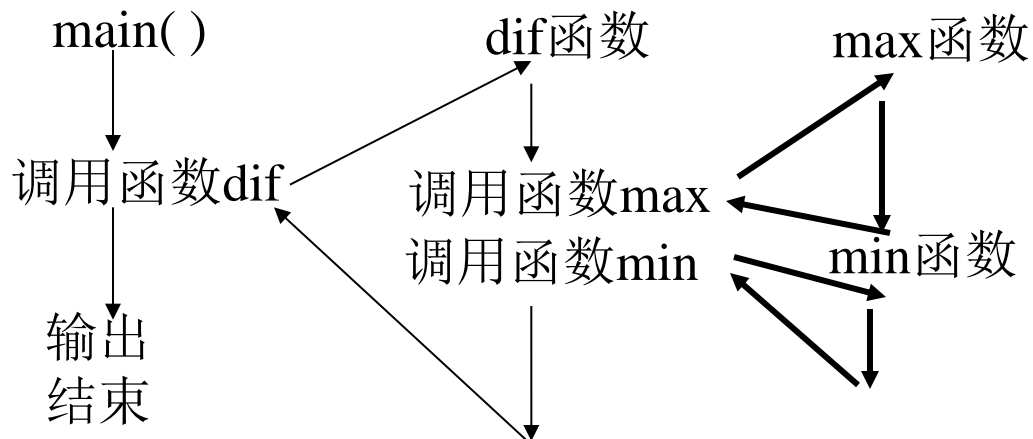 main( )
调用函数dif
输出
结束
dif函数
调用函数max
调用函数min
max函数
min函数